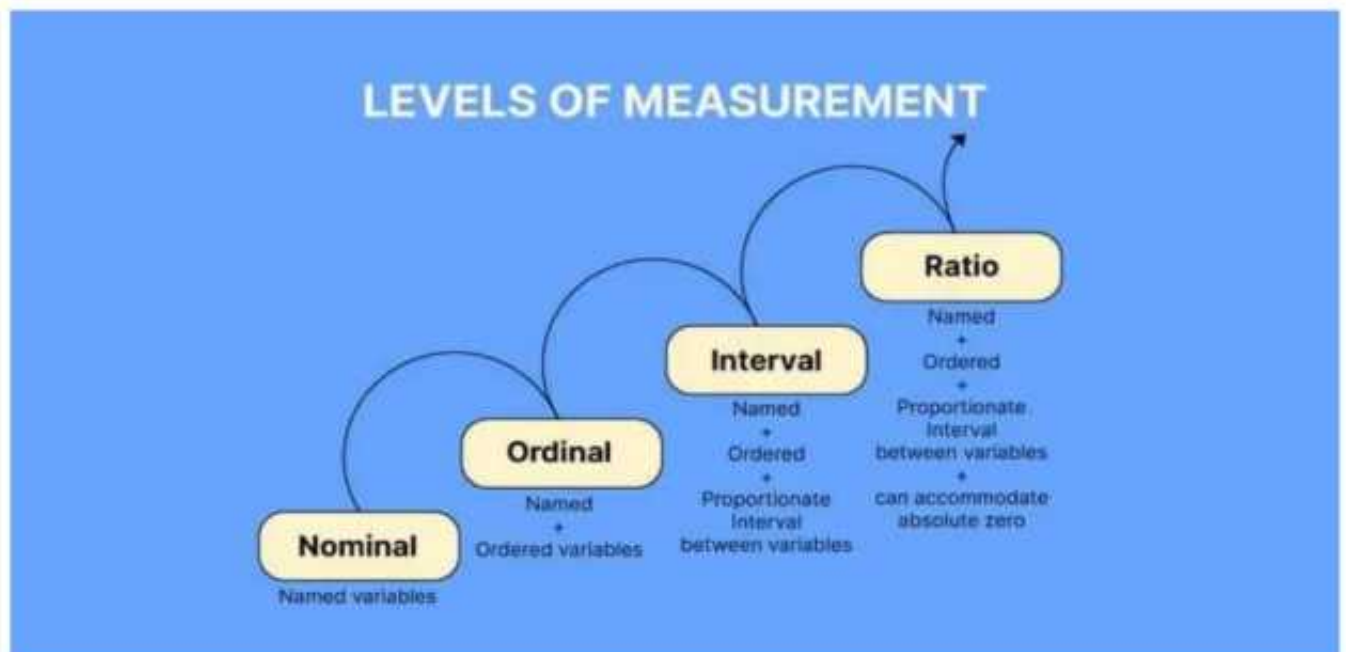 LEVELS OF MEASUREMENT
Nominal
Named variables
Ordinal
Named
+
Ordered variables
Interval
Named
+
Ordered
+
Proportionate
Interval
between variables
Ratio
Named
+
Ordered
+
Proportionate
Interval
between variables
+
can accommodate
absolute zero